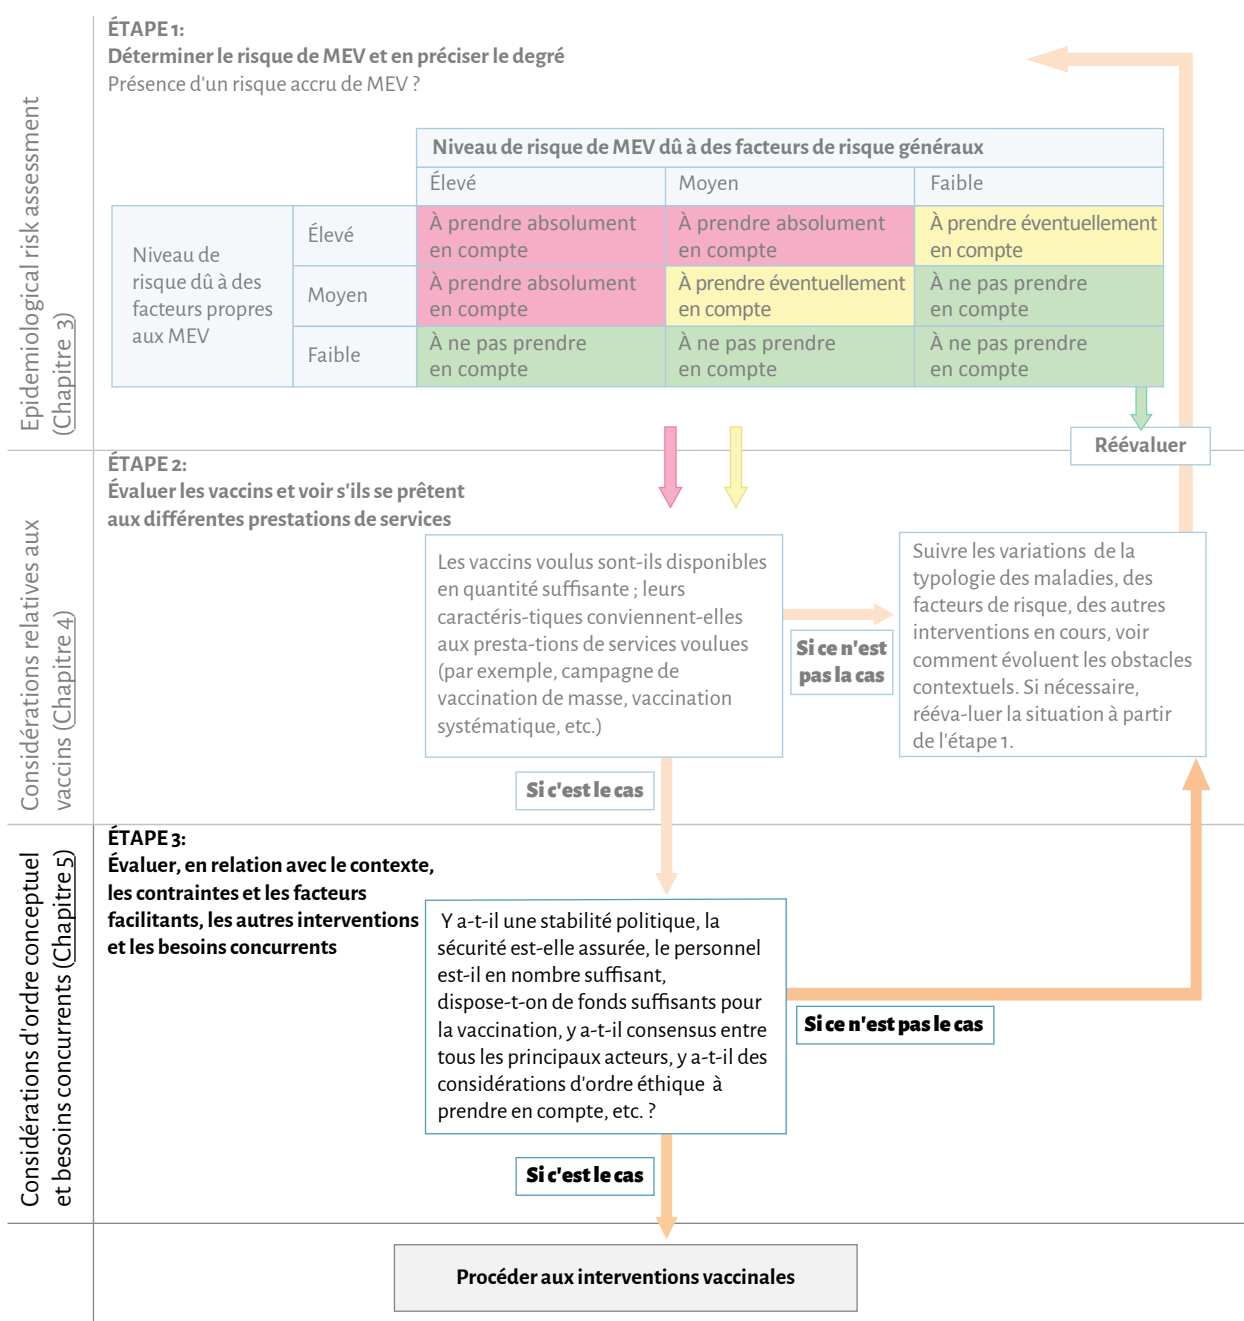 ÉTAPE 1:
Déterminer le risque de MEV et en préciser le degré
Présence d'un risque accru de MEV ?
Epidemiological risk assessment
(Chapitre 3)
Niveau de risque de MEV dû à des facteurs de risque généraux
Élevé
Moyen
Faible
Niveau de
risque dû à des
facteurs propres
aux MEV
Élevé
À prendre absolument
en compte
À prendre absolument
en compte
À prendre éventuellement
en compte
Moyen
À prendre absolument
en compte
À prendre éventuellement
en compte
À ne pas prendre
en compte
Faible
À ne pas prendre
en compte
À ne pas prendre
en compte
À ne pas prendre
en compte
Réévaluer
ÉTAPE 2:
Évaluer les vaccins et voir s'ils se prêtent
aux différentes prestations de services
Considérations relatives aux
vaccins (Chapitre 4)
Les vaccins voulus sont-ils disponibles
en quantité suffisante ; leurs
caractéris-tiques conviennent-elles
aux presta-tions de services voulues
(par exemple, campagne de
vaccination de masse, vaccination
systématique, etc.)
Si ce n'est
pas la cas
Suivre les variations de la
typologie des maladies, des
facteurs de risque, des autres
interventions en cours, voir
comment évoluent les obstacles
contextuels. Si nécessaire,
rééva-luer la situation à partir
de l'étape 1.
Si c'est le cas
ÉTAPE 3:
Évaluer, en relation avec le contexte,
les contraintes et les facteurs
facilitants, les autres interventions
et les besoins concurrents
Considérations d'ordre conceptuel
et besoins concurrents (Chapitre 5)
Y a-t-il une stabilité politique, la
sécurité est-elle assurée, le personnel
est-il en nombre suffisant,
dispose-t-on de fonds suffisants pour
la vaccination, y a-t-il consensus entre
tous les principaux acteurs, y a-t-il des
considérations d'ordre éthique à
prendre en compte, etc. ?
Si ce n'est pas le cas
Si c'est le cas
Procéder aux interventions vaccinales